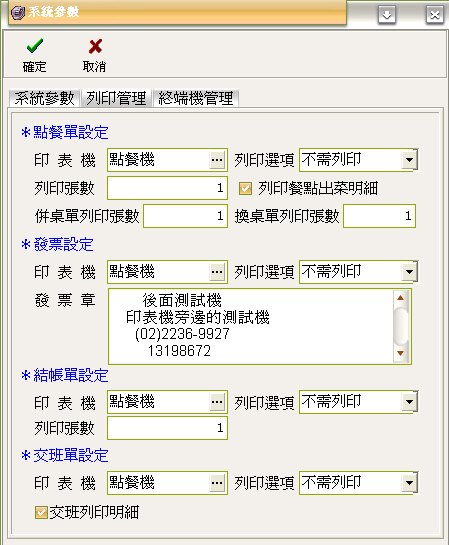 系統參數
確定 取消
系統參數 列印管理 終端機管理
*點餐單設定
印 表 機 點餐機 ... 列印選項 不需列印
列印張數 1 列印餐點出菜明細
併桌單列印張數 1 換桌單列印張數 1
*發票設定
印 表 機 點餐機 ... 列印選項 不需列印
發 票 章 後面測試機
印表機旁邊的測試機
(02)2236-9927
13198672
*結帳單設定
印 表 機 點餐機 ... 列印選項 不需列印
列印張數 1
*交班單設定
印 表 機 點餐機 ... 列印選項 不需列印
交班列印明細